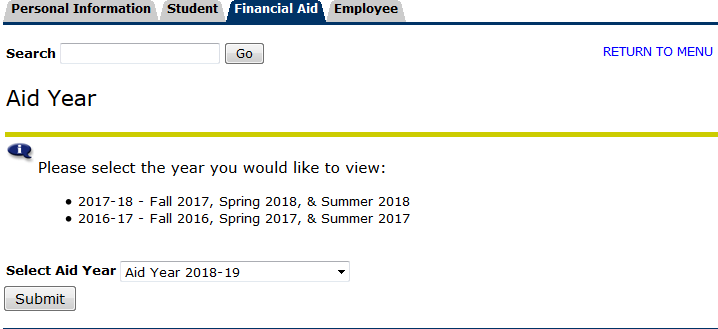 Personal Information Student Financial Aid Employee
Search Go RETURN TO MENU
Aid Year
Please select the year you would like to view:
• 2017-18 - Fall 2017, Spring 2018, & Summer 2018
• 2016-17 - Fall 2016, Spring 2017, & Summer 2017
Select Aid Year Aid Year 2018-19
Submit